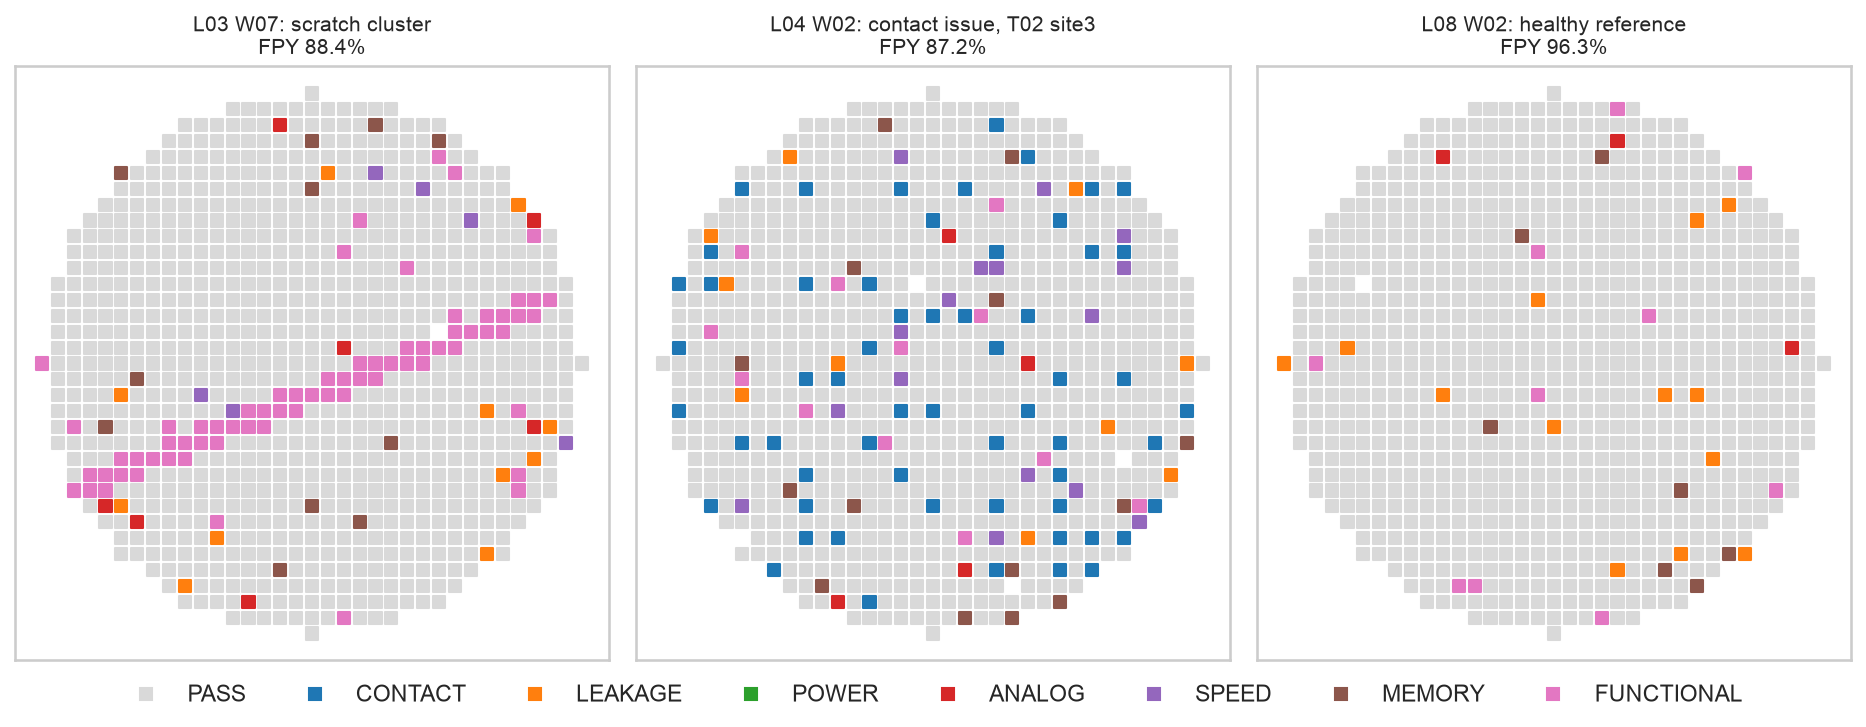 L03 W07: scratch cluster
FPY 88.4%
L04 W02: contact issue, T02 site3
FPY 87.2%
L08 W02: healthy reference
FPY 96.3%
PASS CONTACT LEAKAGE POWER ANALOG SPEED MEMORY FUNCTIONAL